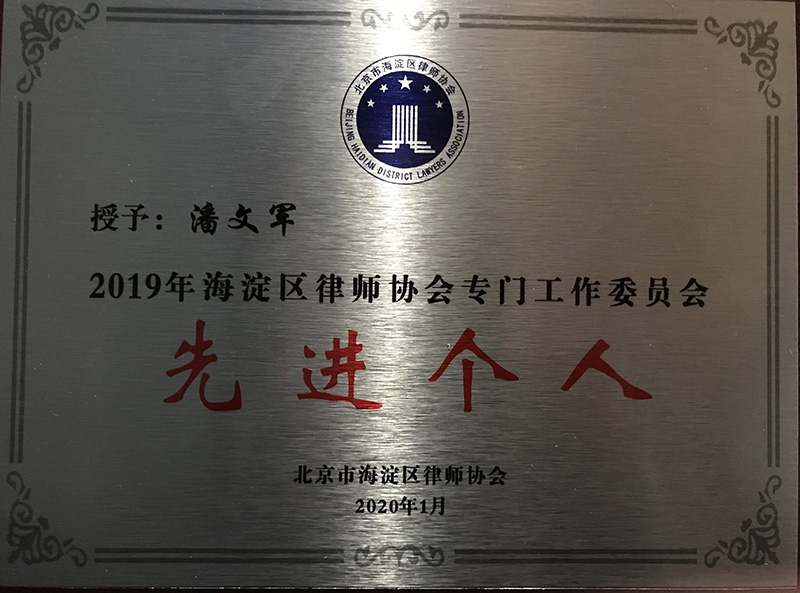 北京市海淀区律师协会
BEIJING HAIDIAN DISTRICT LAWYERS ASSOCIATION
授予：潘文军
2019年海淀区律师协会专门工作委员会
先进个人
北京市海淀区律师协会
2020年1月